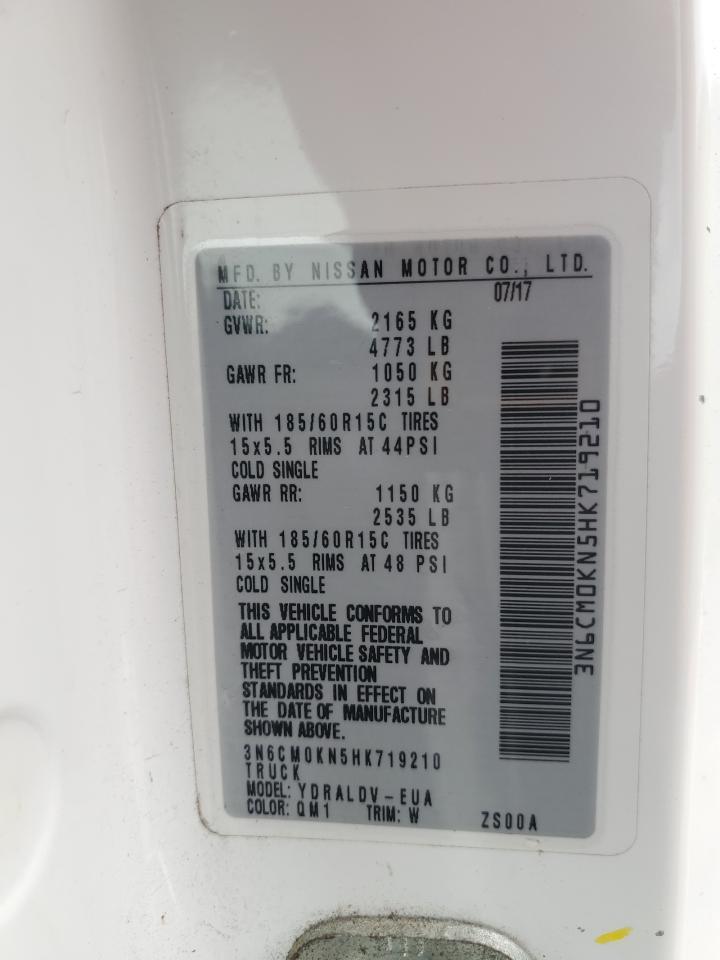 MFD. BY NISSAN MOTOR CO., LTD.
DATE: 07/17
GVWR: 2165 KG
4773 LB
GAWR FR: 1050 KG
2315 LB
WITH 185/60R15C TIRES
15x5.5 RIMS AT 44PSI
COLD SINGLE
GAWR RR: 1150 KG
2535 LB
WITH 185/60R15C TIRES
15x5.5 RIMS AT 48 PSI
COLD SINGLE
THIS VEHICLE CONFORMS TO
ALL APPLICABLE FEDERAL
MOTOR VEHICLE SAFETY AND
THEFT PREVENTION
STANDARDS IN EFFECT ON
THE DATE OF MANUFACTURE
SHOWN ABOVE.
3N6CM0KN5HK719210
TRUCK
MODEL: YDRALDV-EUA
COLOR: QM1 TRIM: W ZS00A
3N6CM0KN5HK719210